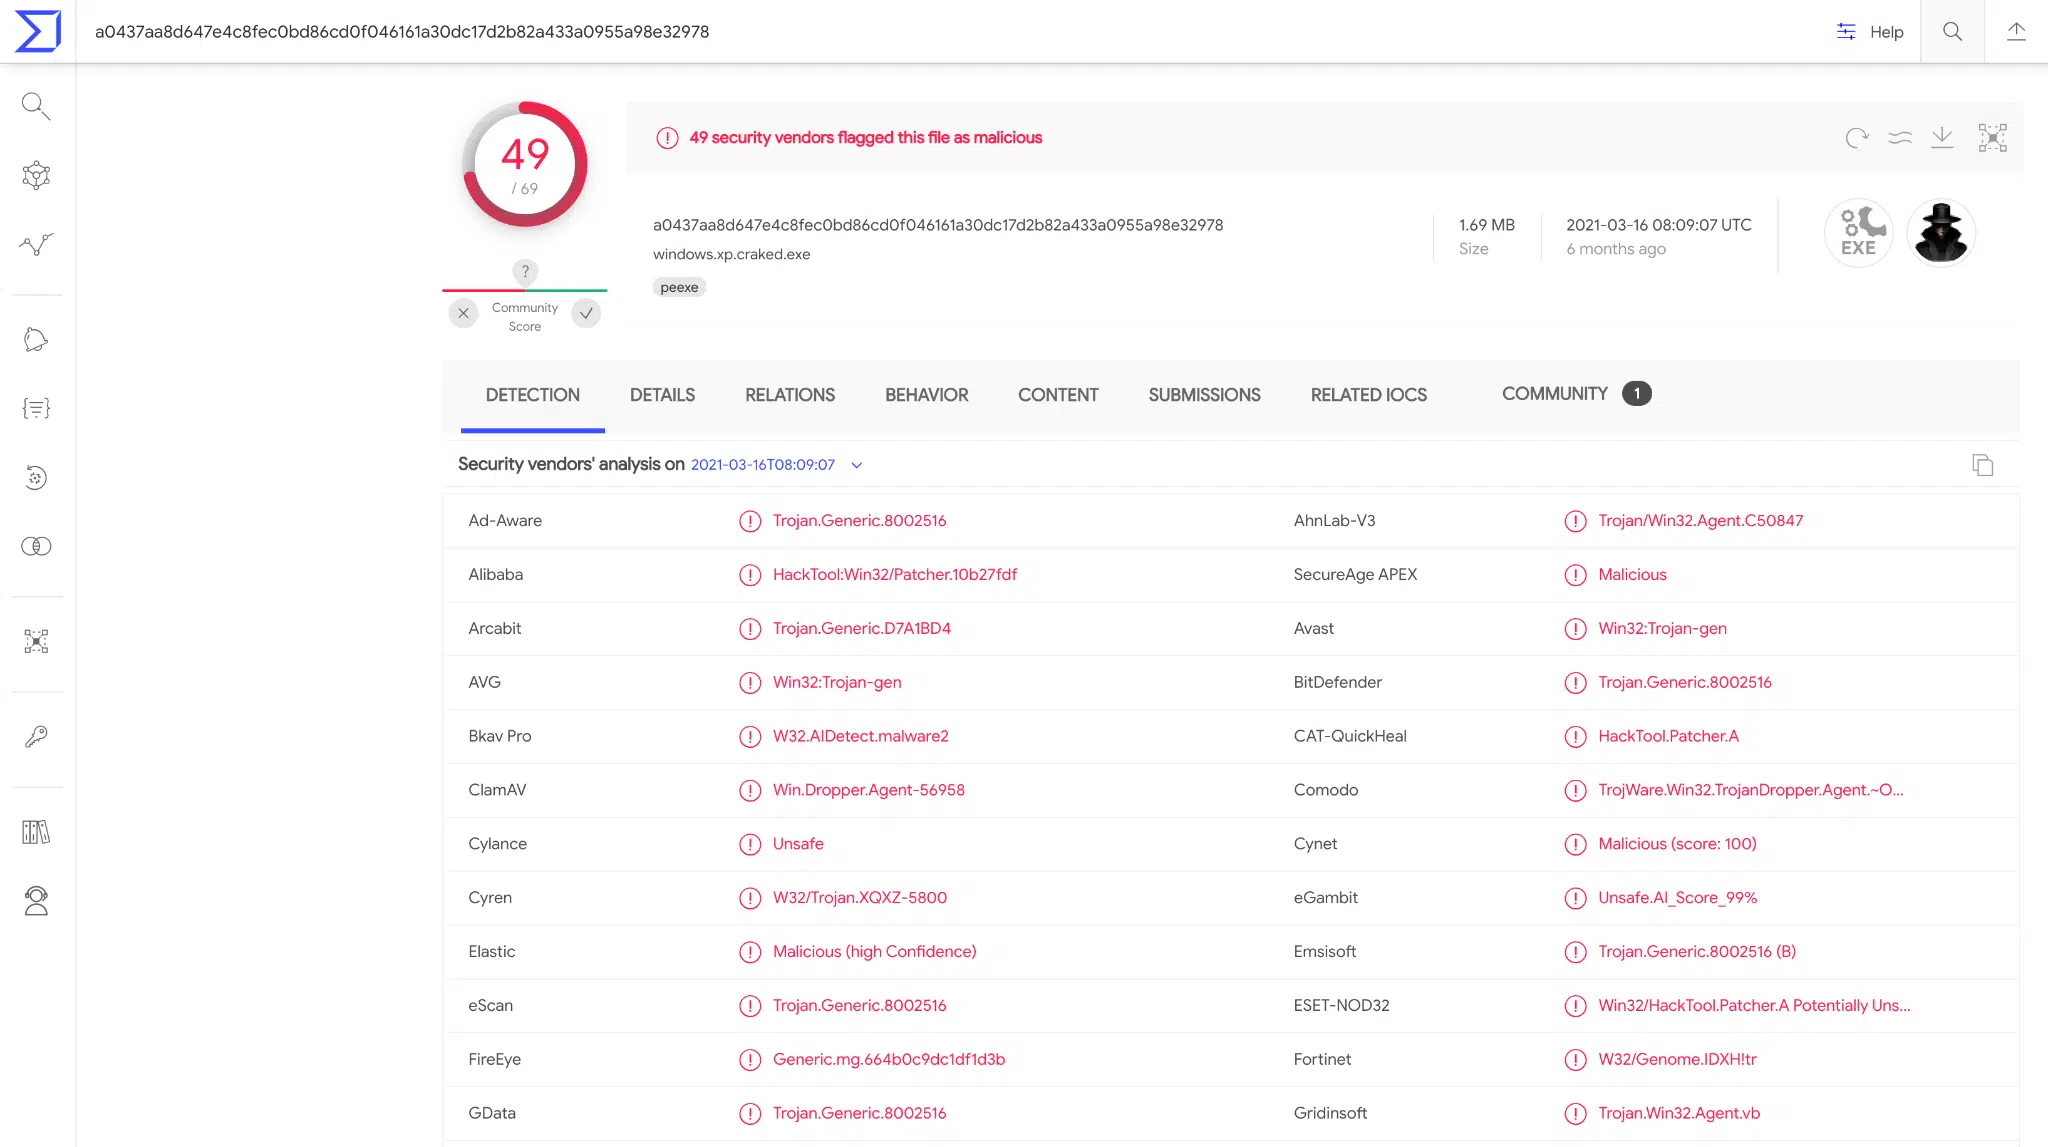 a0437aa8d647e4c8fec0bd86cd0f046161a30dc17d2b82a433a0955a98e32978
Help
49
/ 69
49 security vendors flagged this file as malicious
a0437aa8d647e4c8fec0bd86cd0f046161a30dc17d2b82a433a0955a98e32978
windows.xp.craked.exe
peexe
1.69 MB
Size
2021-03-16 08:09:07 UTC
6 months ago
EXE
?
Community
Score
DETECTION DETAILS RELATIONS BEHAVIOR CONTENT SUBMISSIONS RELATED IOCS COMMUNITY 1
Security vendors' analysis on 2021-03-16T08:09:07
Ad-Aware Trojan.Generic.8002516 AhnLab-V3 Trojan/Win32.Agent.C50847
Alibaba HackTool:Win32/Patcher.10b27fdf SecureAge APEX Malicious
Arcabit Trojan.Generic.D7A1BD4 Avast Win32:Trojan-gen
AVG Win32:Trojan-gen BitDefender Trojan.Generic.8002516
Bkav Pro W32.AIDetect.malware2 CAT-QuickHeal HackTool.Patcher.A
ClamAV Win.Dropper.Agent-56958 Comodo TrojWare.Win32.TrojanDropper.Agent.~O...
Cylance Unsafe Cynet Malicious (score: 100)
Cyren W32/Trojan.XQXZ-5800 eGambit Unsafe.AI_Score_99%
Elastic Malicious (high Confidence) Emsisoft Trojan.Generic.8002516 (B)
eScan Trojan.Generic.8002516 ESET-NOD32 Win32/HackTool.Patcher.A Potentially Uns...
FireEye Generic.mg.664b0c9dc1df1d3b Fortinet W32/Genome.IDXH!tr
GData Trojan.Generic.8002516 Gridinsoft Trojan.Win32.Agent.vb